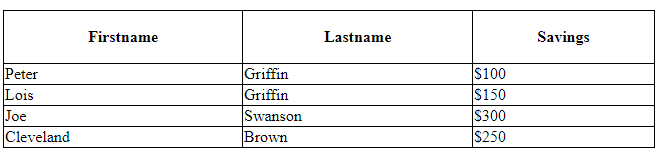 Firstname Lastname Savings
Peter Griffin $100
Lois Griffin $150
Joe Swanson $300
Cleveland Brown $250